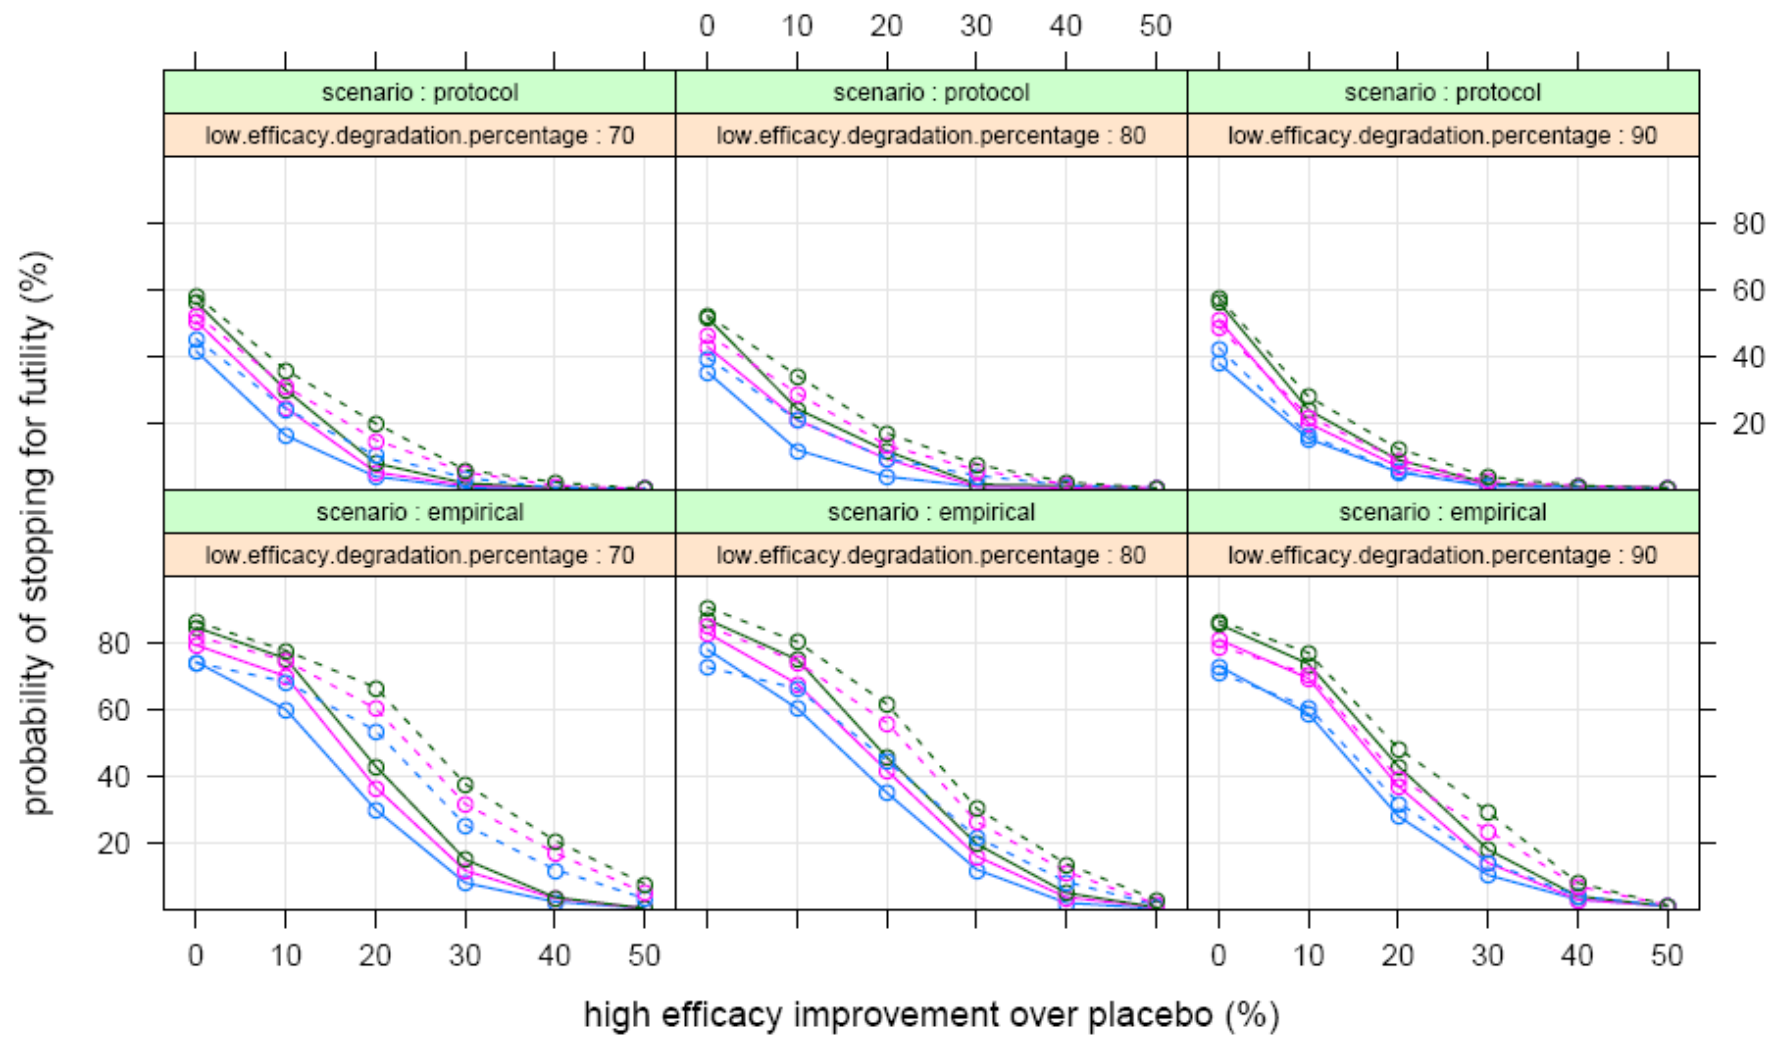 0 10 20 30 40 50
scenario : protocol scenario : protocol scenario : protocol
low.efficacy.degradation.percentage : 70 low.efficacy.degradation.percentage : 80 low.efficacy.degradation.percentage : 90
80
60
40
20
probability of stopping for futility (%)
scenario : empirical scenario : empirical scenario : empirical
low.efficacy.degradation.percentage : 70 low.efficacy.degradation.percentage : 80 low.efficacy.degradation.percentage : 90
80
60
40
20
0 10 20 30 40 50 0 10 20 30 40 50
high efficacy improvement over placebo (%)